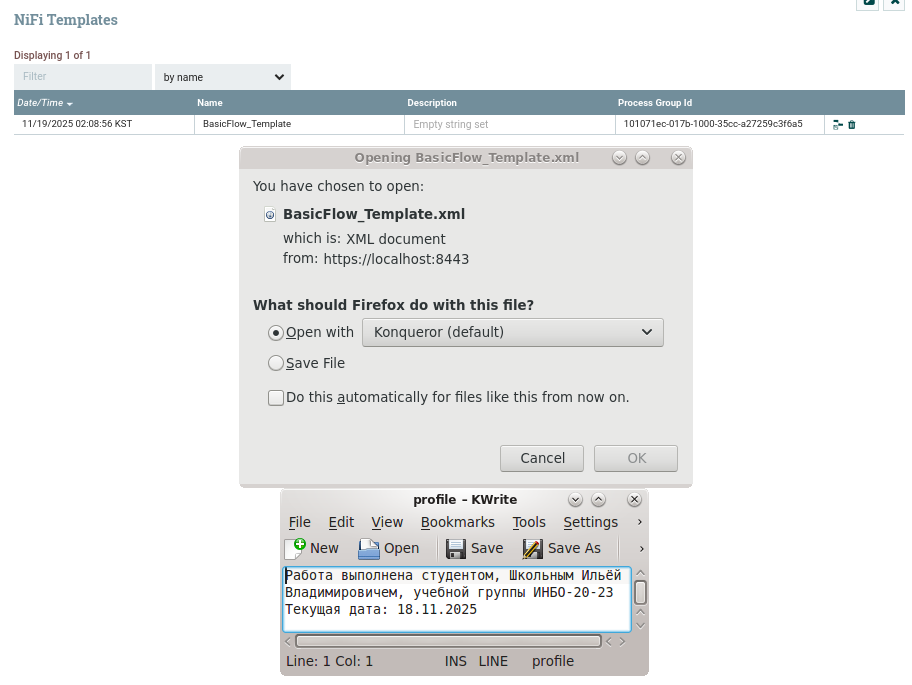 NiFi Templates
Displaying 1 of 1
Filter by name
Date/Time Name Description Process Group Id
11/19/2025 02:08:56 KST BasicFlow_Template Empty string set 101071ec-017b-1000-35cc-a27259c3f6a5
Opening BasicFlow_Template.xml
You have chosen to open:
BasicFlow_Template.xml
which is: XML document
from: https://localhost:8443
What should Firefox do with this file?
Open with Konqueror (default)
Save File
Do this automatically for files like this from now on.
Cancel OK
profile – KWrite
File Edit View Bookmarks Tools Settings ›
New Open Save Save As ›
Работа выполнена студентом, Школьным Ильёй
Владимировичем, учебной группы ИНБО-20-23
Текущая дата: 18.11.2025
Line: 1 Col: 1 INS LINE profile